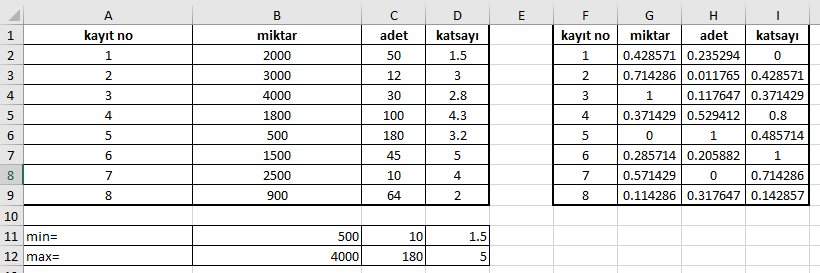 A B C D E F G H I
1 kayıt no miktar adet katsayı kayıt no miktar adet katsayı
2 1 2000 50 1.5 1 0.428571 0.235294 0
3 2 3000 12 3 2 0.714286 0.011765 0.428571
4 3 4000 30 2.8 3 1 0.117647 0.371429
5 4 1800 100 4.3 4 0.371429 0.529412 0.8
6 5 500 180 3.2 5 0 1 0.485714
7 6 1500 45 5 6 0.285714 0.205882 1
8 7 2500 10 4 7 0.571429 0 0.714286
9 8 900 64 2 8 0.114286 0.317647 0.142857
10
11 min= 500 10 1.5
12 max= 4000 180 5